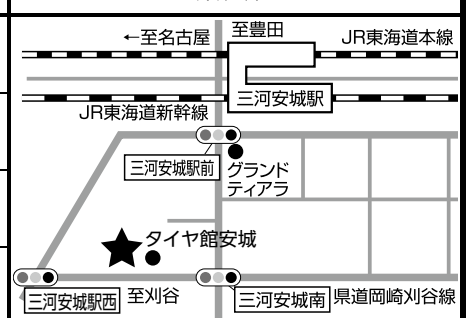 ←至名古屋
至豊田
JR東海道本線
三河安城駅
JR東海道新幹線
三河安城駅前
グランド
ティアラ
タイヤ館安城
三河安城駅西
至刈谷
三河安城南
県道岡崎刈谷線